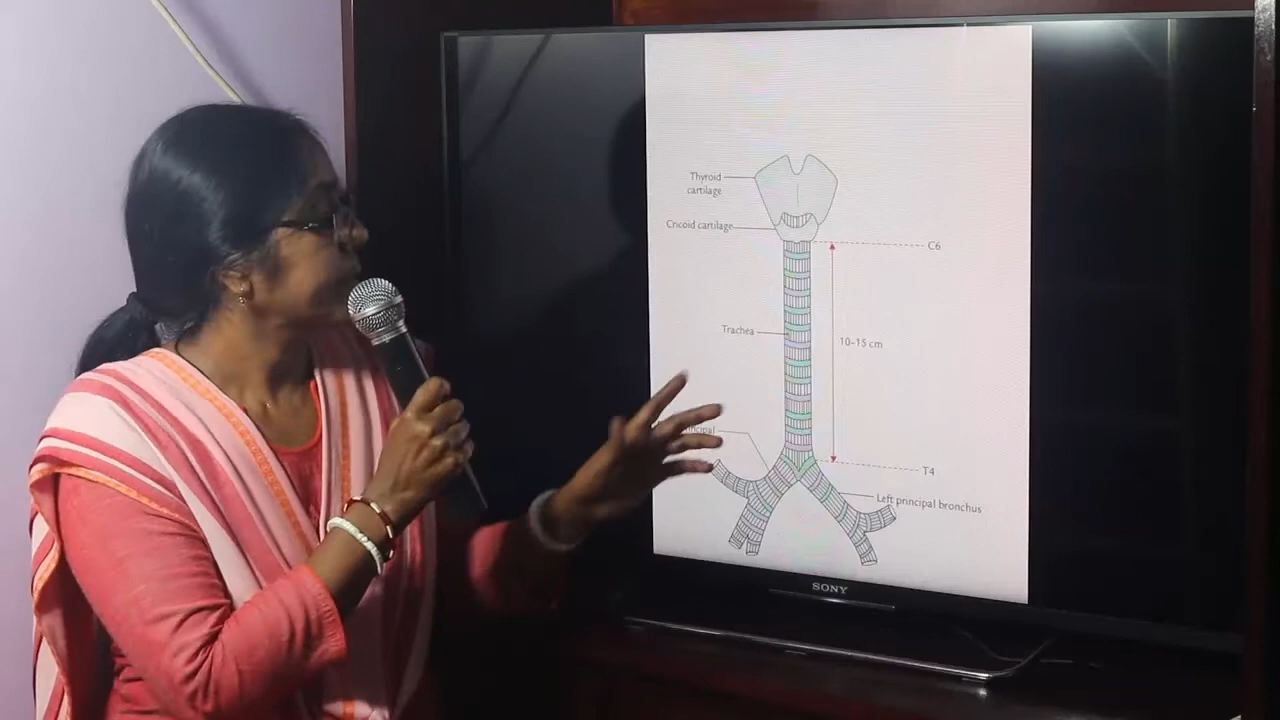 Thyroid
cartilage
Cricoid cartilage
C6
Trachea
10–15 cm
T4
Left principal bronchus
SONY